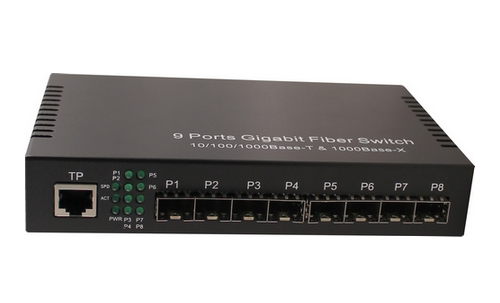 9 Ports Gigabit Fiber Switch
10/100/1000Base-T & 1000Base-X
TP
P1
P2
P5
SPD
P6
ACT
PWR P3 P7
P4 P8
P1 P2 P3 P4 P5 P6 P7 P8